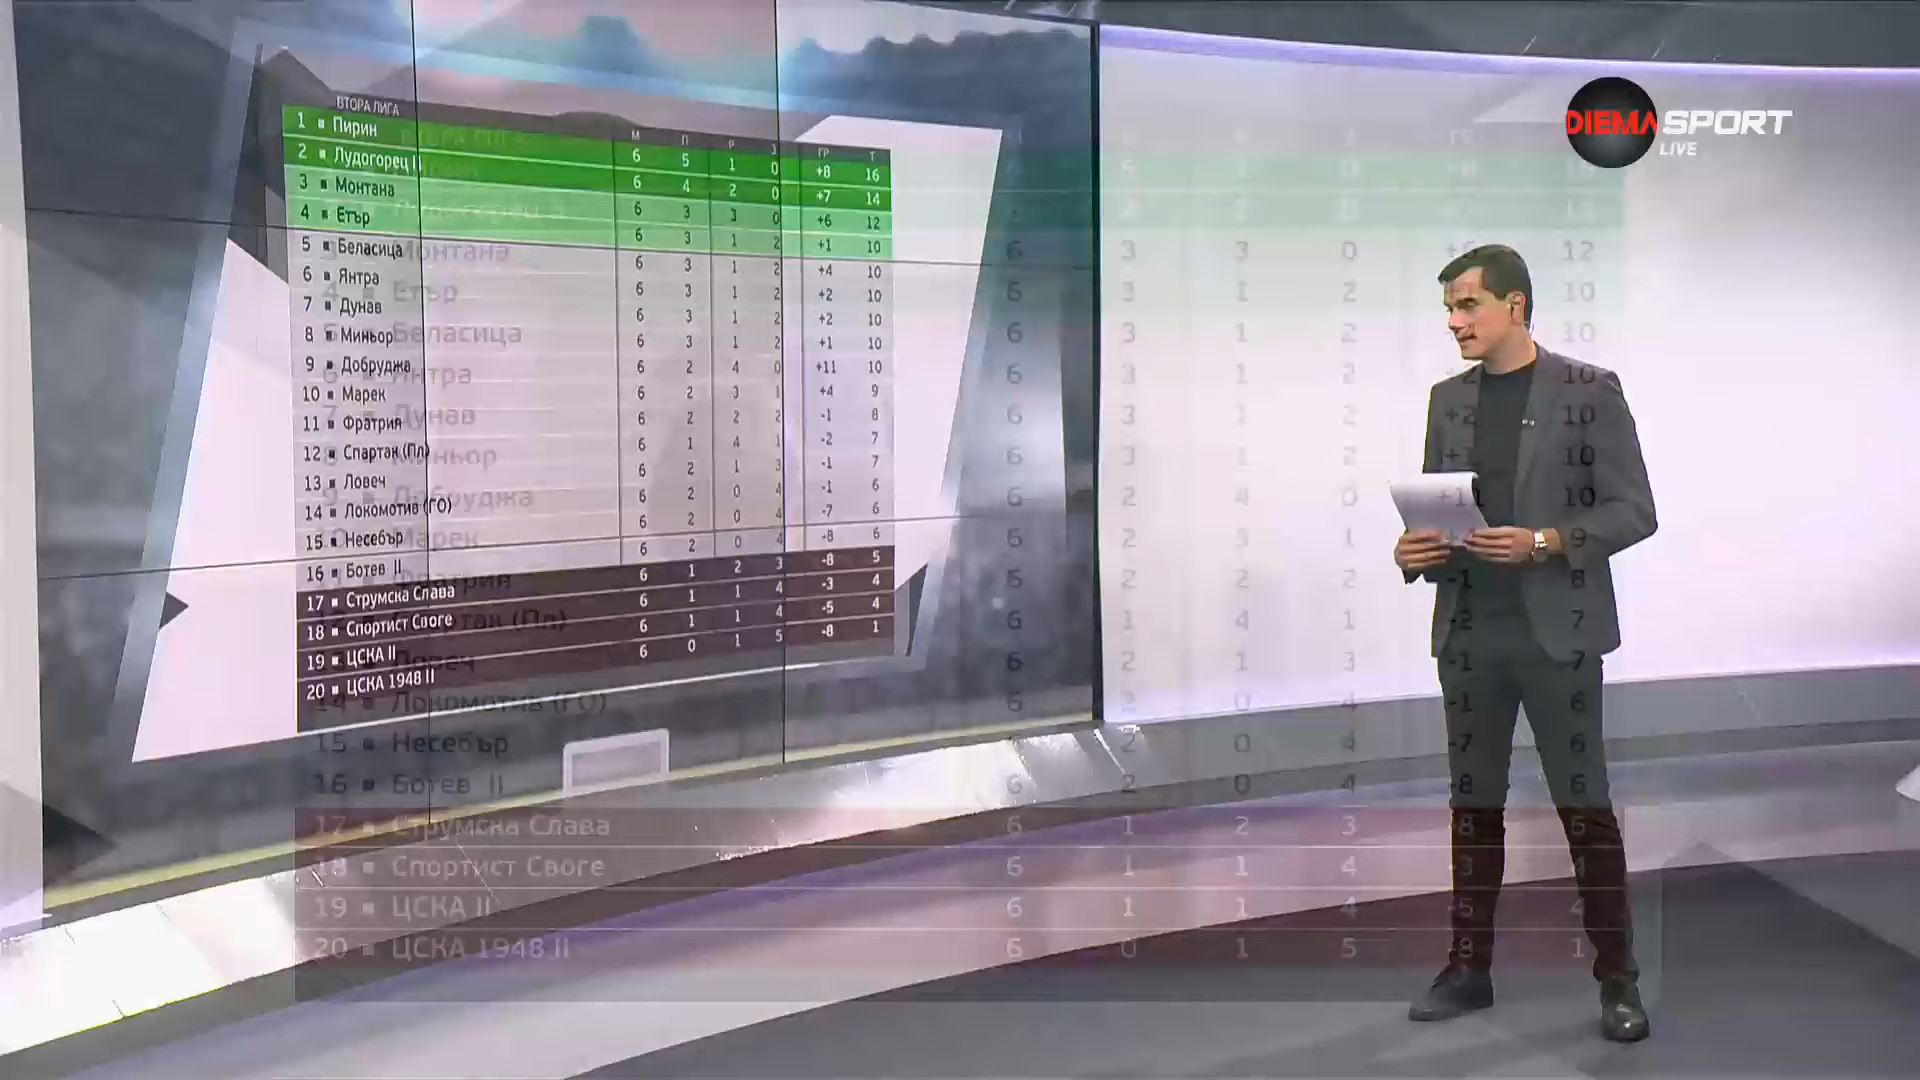 DIEMA SPORT
LIVE
ВТОРА ЛИГА
М П Р З ГР Т
1 Пирин 6 5 1 0 +8 16
2 Лудогорец II 6 4 2 0 +7 14
3 Монтана 6 3 3 0 +6 12
4 Етър 6 3 1 2 +1 10
5 Беласица 6 3 1 2 +4 10
6 Янтра 6 3 1 2 +2 10
7 Дунав 6 3 1 2 +2 10
8 Миньор 6 3 1 2 +1 10
9 Добруджа 6 2 4 0 +11 10
10 Марек 6 2 3 1 +4 9
11 Фратрия 6 2 2 2 -1 8
12 Спартак (Пл) 6 1 4 1 -2 7
13 Ловеч 6 2 1 3 -1 7
14 Локомотив (ГО) 6 2 0 4 -1 6
15 Несебър 6 2 0 4 -7 6
16 Ботев II 6 2 0 4 -8 6
17 Струмска Слава 6 1 2 3 -8 5
18 Спортист Своге 6 1 1 4 -3 4
19 ЦСКА II 6 1 1 4 -5 4
20 ЦСКА 1948 II 6 0 1 5 -8 1